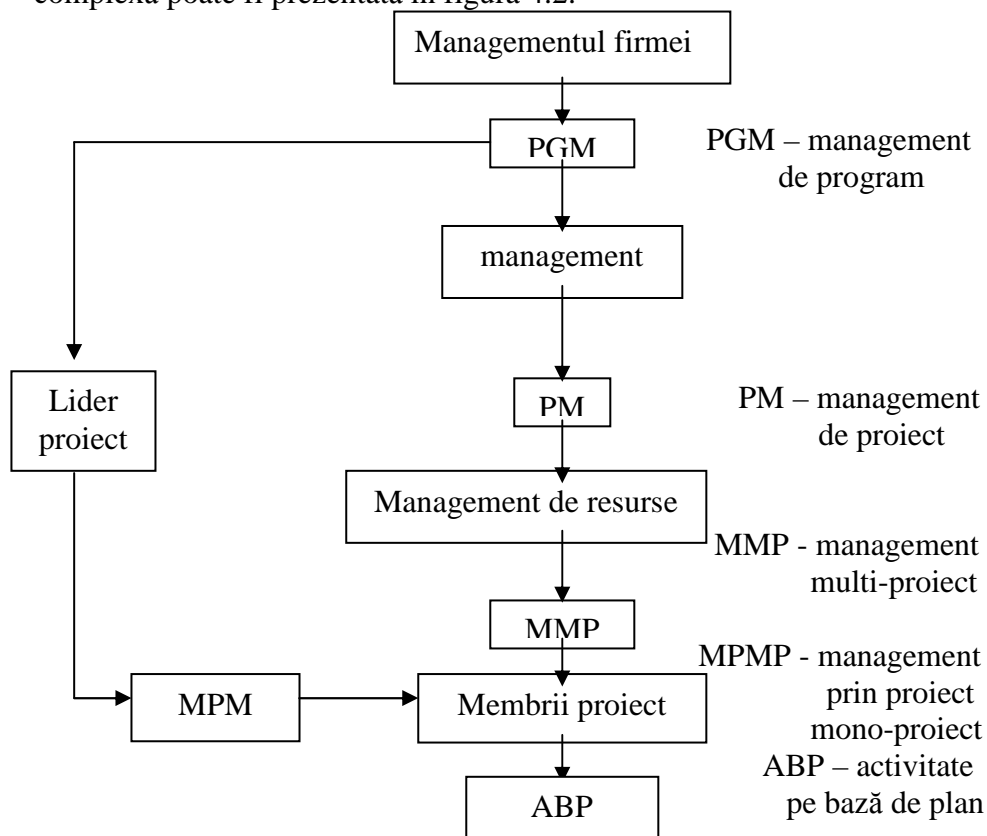 complexă poate fi prezentată în figura 4.2.
Managementul firmei
PGM
PGM – management
de program
management
Lider
proiect
PM
PM – management
de proiect
Management de resurse
MMP - management
multi-proiect
MMP
MPMP - management
prin proiect
mono-proiect
MPM
Membrii proiect
ABP – activitate
pe bază de plan
ABP